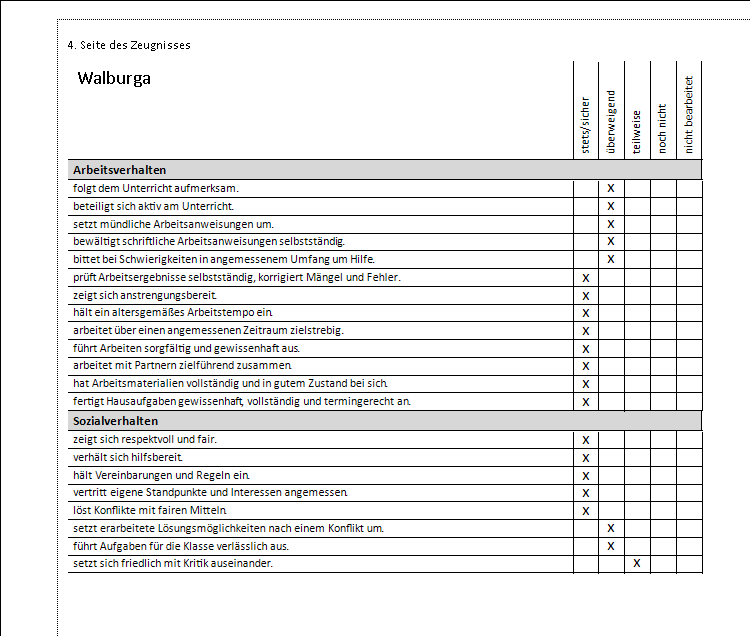 4. Seite des Zeugnisses
Walburga
stets/sicher
überweigend
teilweise
noch nicht
nicht bearbeitet
Arbeitsverhalten
folgt dem Unterricht aufmerksam. X
beteiligt sich aktiv am Unterricht. X
setzt mündliche Arbeitsanweisungen um. X
bewältigt schriftliche Arbeitsanweisungen selbstständig. X
bittet bei Schwierigkeiten in angemessenem Umfang um Hilfe. X
prüft Arbeitsergebnisse selbstständig, korrigiert Mängel und Fehler. X
zeigt sich anstrengungsbereit. X
hält ein altersgemäßes Arbeitstempo ein. X
arbeitet über einen angemessenen Zeitraum zielstrebig. X
führt Arbeiten sorgfältig und gewissenhaft aus. X
arbeitet mit Partnern zielführend zusammen. X
hat Arbeitsmaterialien vollständig und in gutem Zustand bei sich. X
fertigt Hausaufgaben gewissenhaft, vollständig und termingerecht an. X
Sozialverhalten
zeigt sich respektvoll und fair. X
verhält sich hilfsbereit. X
hält Vereinbarungen und Regeln ein. X
vertritt eigene Standpunkte und Interessen angemessen. X
löst Konflikte mit fairen Mitteln. X
setzt erarbeitete Lösungsmöglichkeiten nach einem Konflikt um. X
führt Aufgaben für die Klasse verlässlich aus. X
setzt sich friedlich mit Kritik auseinander. X